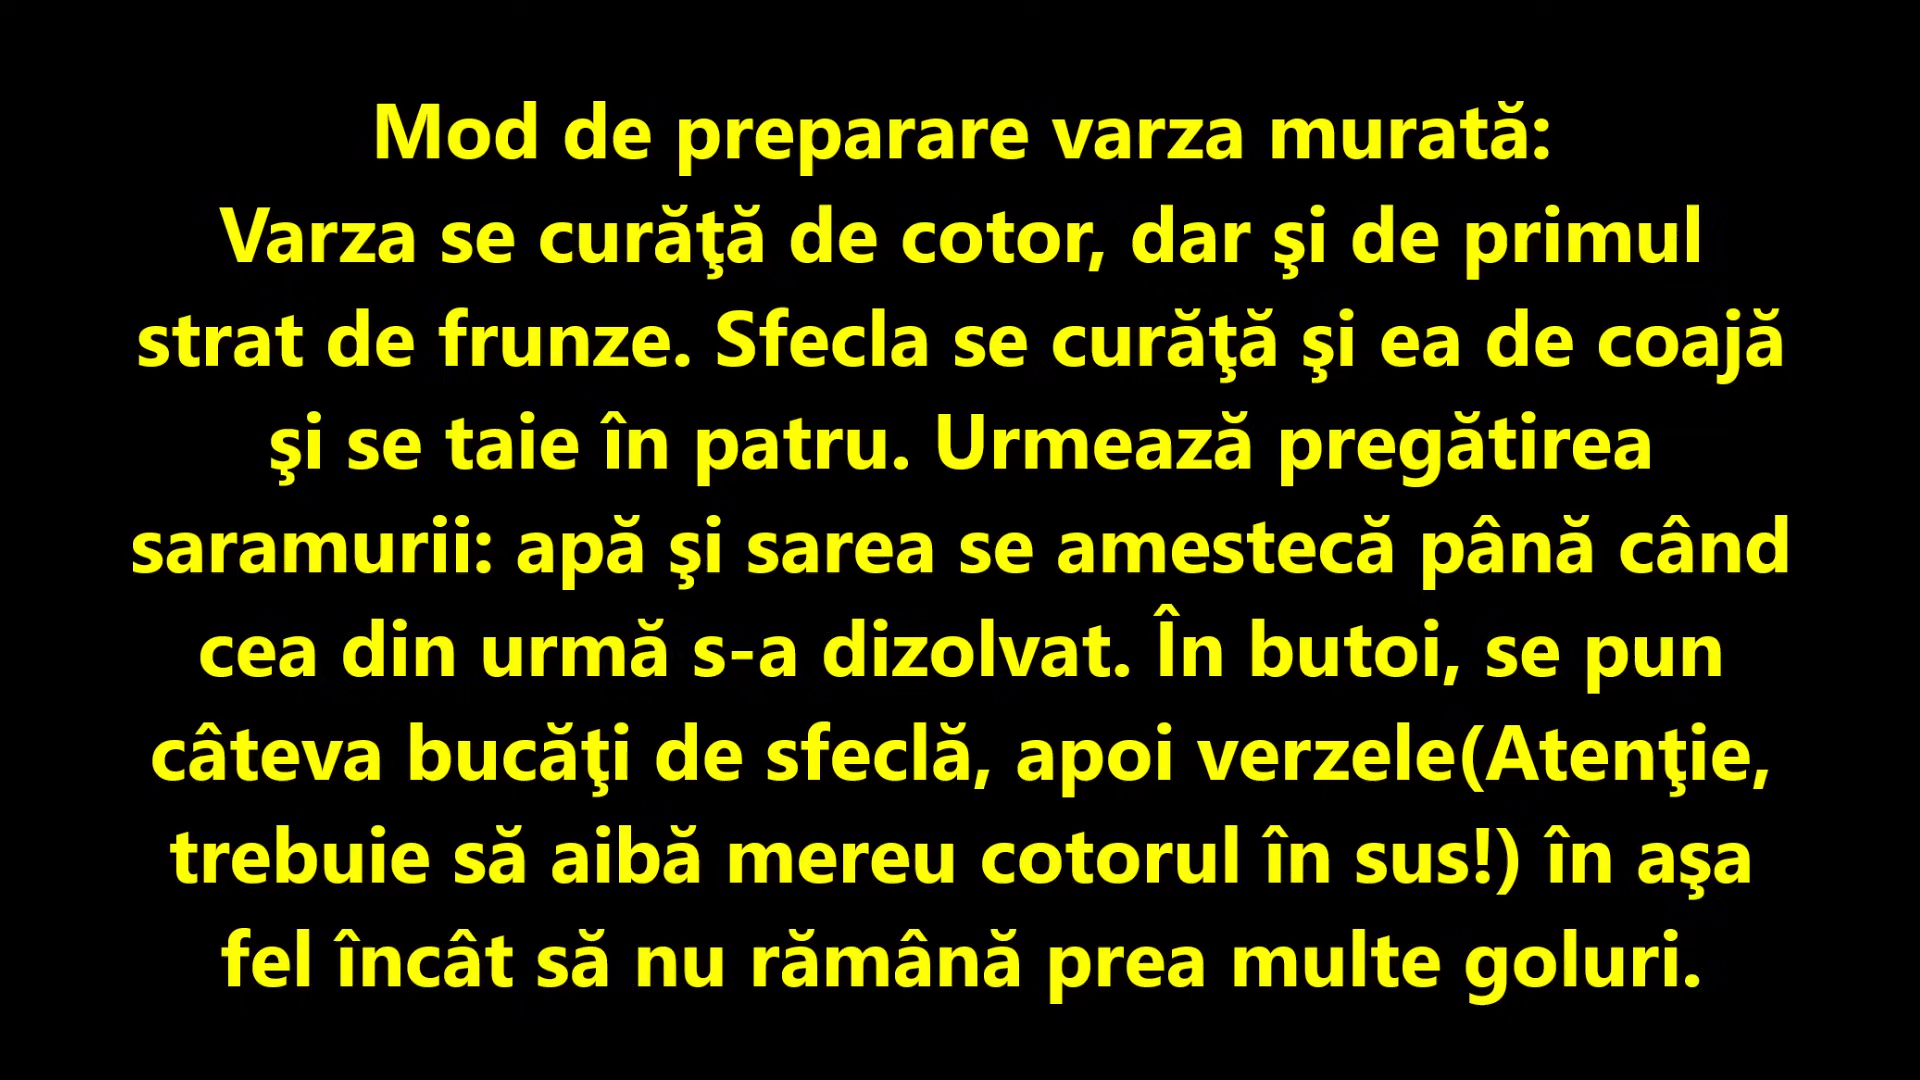 Mod de preparare varza murată:
Varza se curăţă de cotor, dar şi de primul
strat de frunze. Sfecla se curăţă şi ea de coajă
şi se taie în patru. Urmează pregătirea
saramurii: apă şi sarea se amestecă până când
cea din urmă s-a dizolvat. În butoi, se pun
câteva bucăţi de sfeclă, apoi verzele(Atenţie,
trebuie să aibă mereu cotorul în sus!) în aşa
fel încât să nu rămână prea multe goluri.